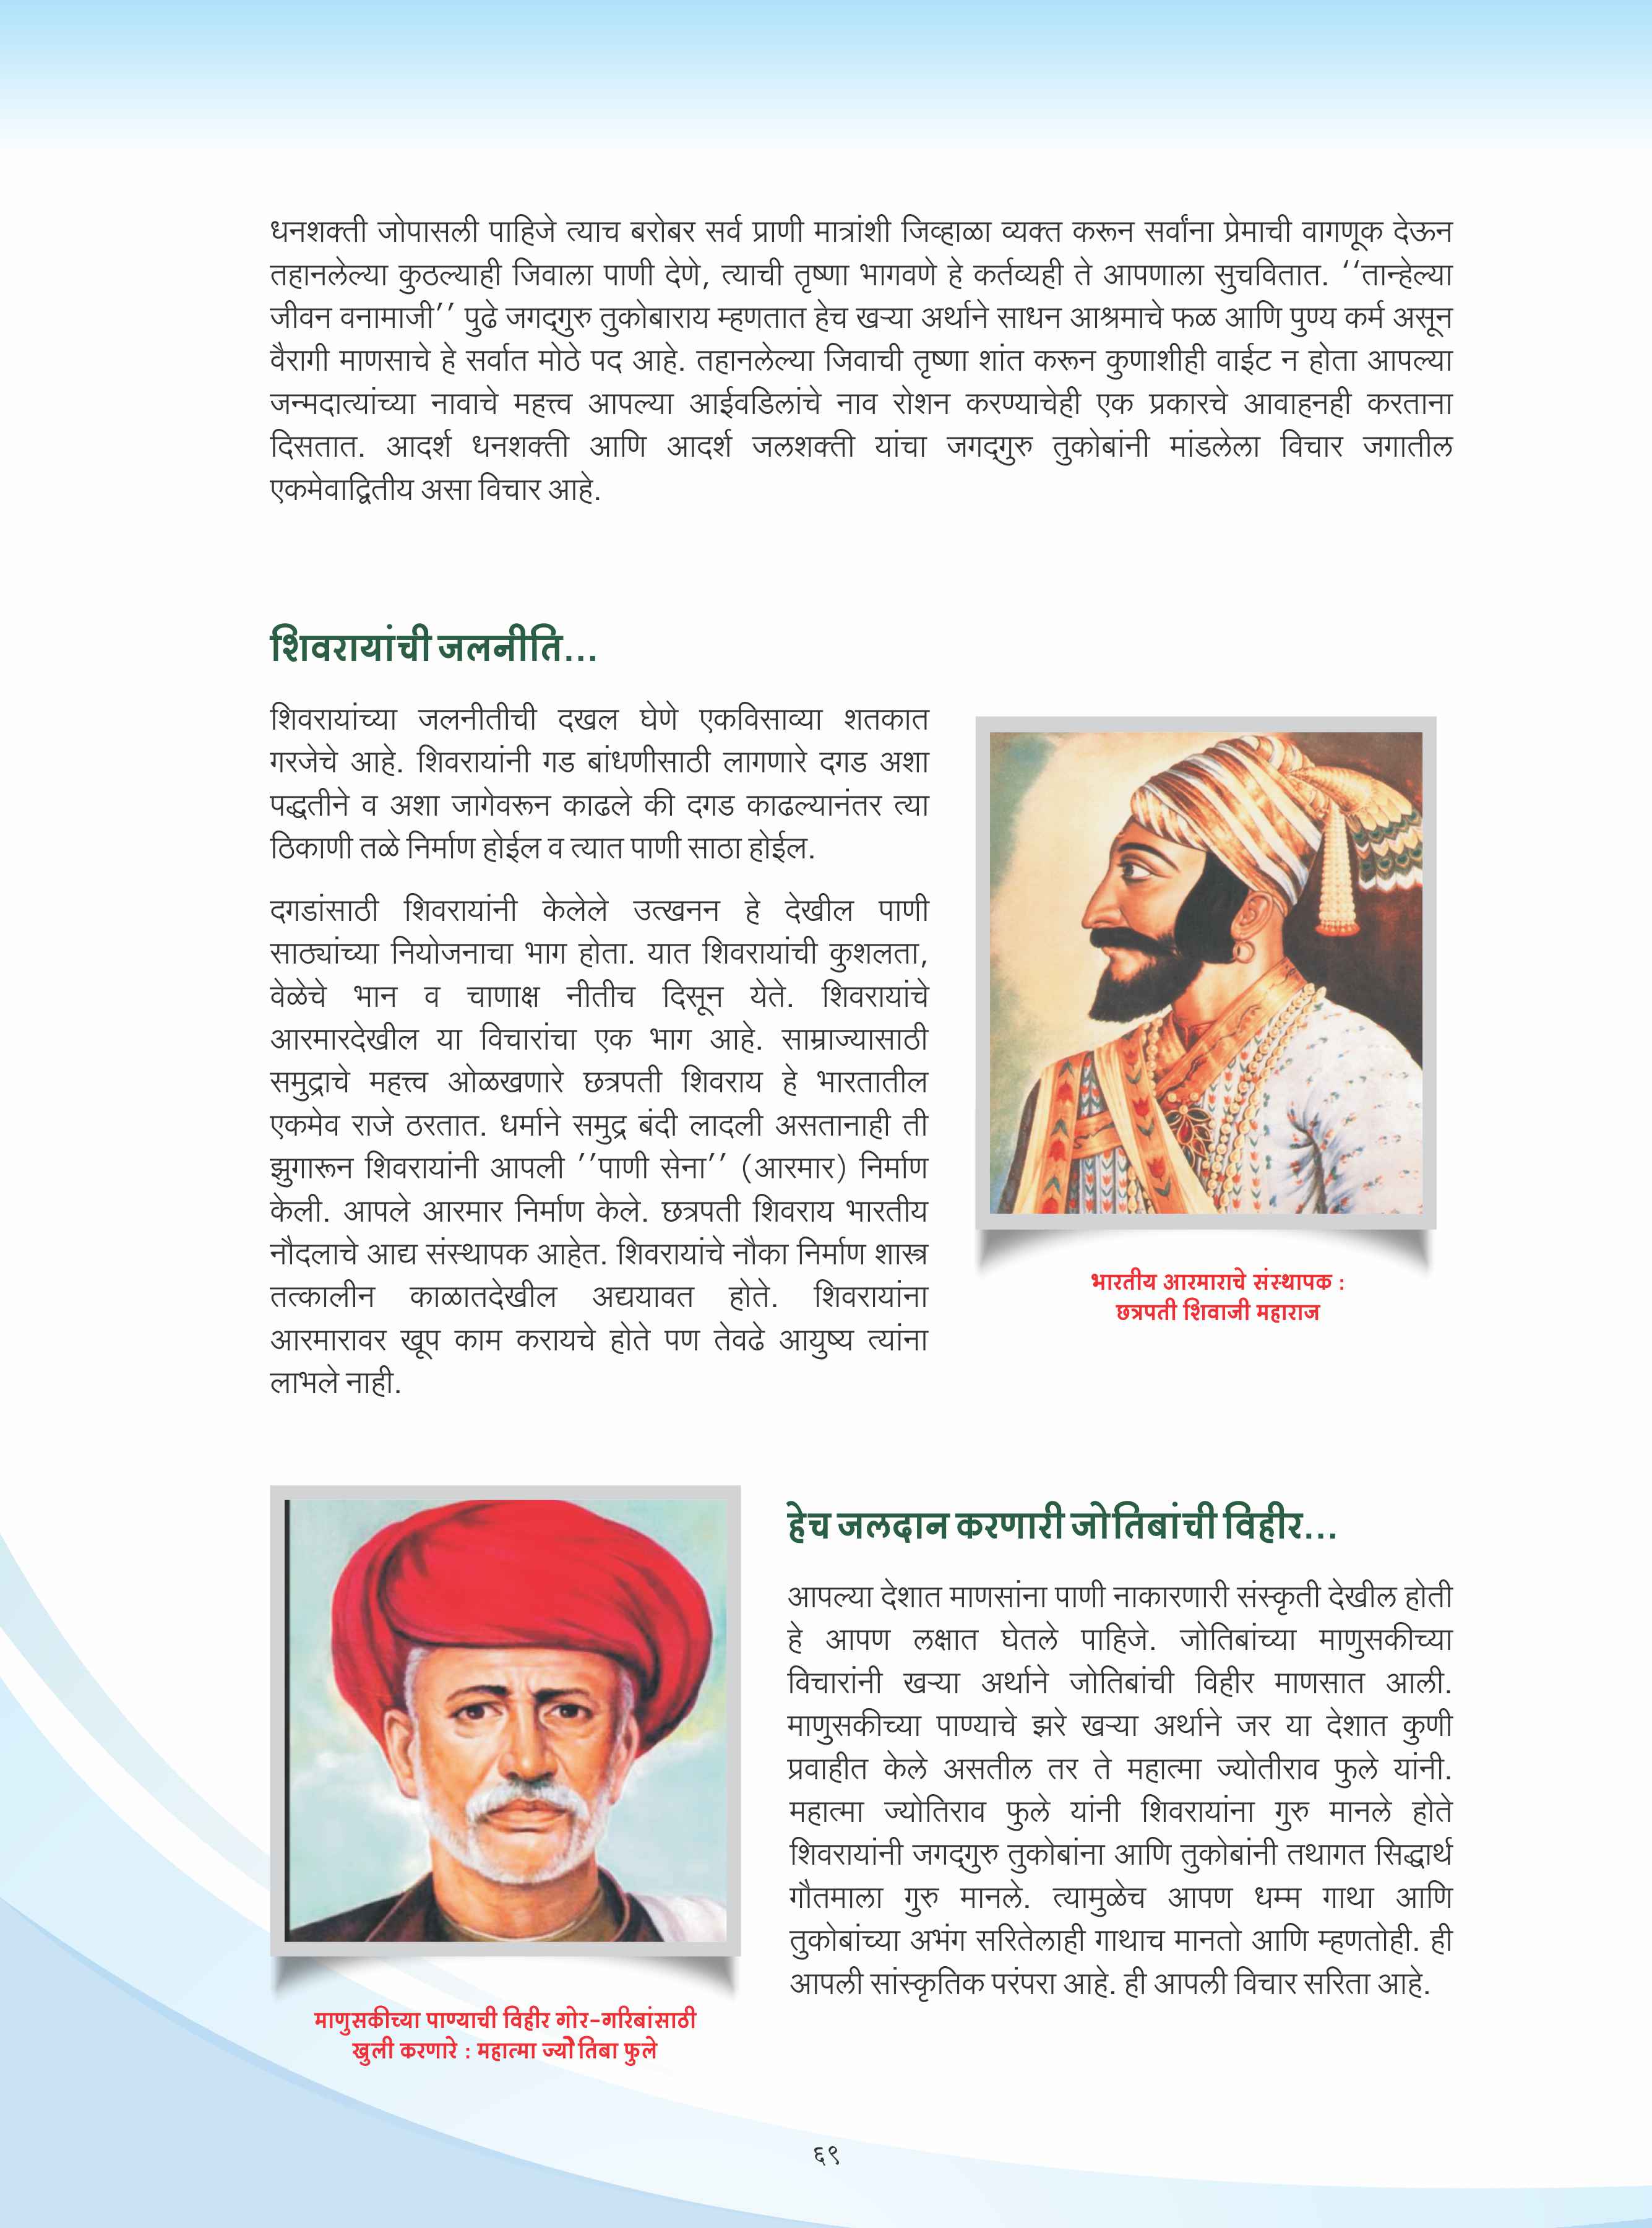 धनशक्ती जोपासली पाहिजे त्याच बरोबर सर्व प्राणी मात्रांशी जिव्हाळा व्यक्त करून सर्वांना प्रेमाची वागणूक देऊन
तहानलेल्या कुठल्याही जिवाला पाणी देणे, त्याची तृष्णा भागवणे हे कर्तव्यही ते आपणाला सुचवितात. ‘‘तान्हेल्या
जीवन वनामाजी’’ पुढे जगद्‌गुरु तुकोबाराय म्हणतात हेच खऱ्या अर्थाने साधन आश्रमाचे फळ आणि पुण्य कर्म असून
वैरागी माणसाचे हे सर्वात मोठे पद आहे. तहानलेल्या जिवाची तृष्णा शांत करून कुणाशीही वाईट न होता आपल्या
जन्मदात्यांच्या नावाचे महत्त्व आपल्या आईवडिलांचे नाव रोशन करण्याचेही एक प्रकारचे आवाहनही करताना
दिसतात. आदर्श धनशक्ती आणि आदर्श जलशक्ती यांचा जगद्‌गुरु तुकोबांनी मांडलेला विचार जगातील
एकमेवाद्वितीय असा विचार आहे.
शिवरायांची जलनीति...
शिवरायांच्या जलनीतीची दखल घेणे एकविसाव्या शतकात
गरजेचे आहे. शिवरायांनी गड बांधणीसाठी लागणारे दगड अशा
पद्धतीने व अशा जागेवरून काढले की दगड काढल्यानंतर त्या
ठिकाणी तळे निर्माण होईल व त्यात पाणी साठा होईल.
दगडांसाठी शिवरायांनी केलेले उत्खनन हे देखील पाणी
साठ्यांच्या नियोजनाचा भाग होता. यात शिवरायांची कुशलता,
वेळेचे भान व चाणाक्ष नीतीच दिसून येते. शिवरायांचे
आरमारदेखील या विचारांचा एक भाग आहे. साम्राज्यासाठी
समुद्राचे महत्त्व ओळखणारे छत्रपती शिवराय हे भारतातील
एकमेव राजे ठरतात. धर्माने समुद्र बंदी लादली असतानाही ती
झुगारून शिवरायांनी आपली ’’पाणी सेना’’ (आरमार) निर्माण
केली. आपले आरमार निर्माण केले. छत्रपती शिवराय भारतीय
नौदलाचे आद्य संस्थापक आहेत. शिवरायांचे नौका निर्माण शास्त्र
तत्कालीन काळातदेखील अद्ययावत होते. शिवरायांना
आरमारावर खूप काम करायचे होते पण तेवढे आयुष्य त्यांना
लाभले नाही.
भारतीय आरमाराचे संस्थापक :
छत्रपती शिवाजी महाराज
हेच जलदान करणारी जोतिबांची विहीर...
आपल्या देशात माणसांना पाणी नाकारणारी संस्कृती देखील होती
हे आपण लक्षात घेतले पाहिजे. जोतिबांच्या माणुसकीच्या
विचारांनी खऱ्या अर्थाने जोतिबांची विहीर माणसात आली.
माणुसकीच्या पाण्याचे झरे खऱ्या अर्थाने जर या देशात कुणी
प्रवाहीत केले असतील तर ते महात्मा ज्योतीराव फुले यांनी.
महात्मा ज्योतिराव फुले यांनी शिवरायांना गुरु मानले होते
शिवरायांनी जगद्‌गुरु तुकोबांना आणि तुकोबांनी तथागत सिद्धार्थ
गौतमाला गुरु मानले. त्यामुळेच आपण धम्म गाथा आणि
तुकोबांच्या अभंग सरितेलाही गाथाच मानतो आणि म्हणतोही. ही
आपली सांस्कृतिक परंपरा आहे. ही आपली विचार सरिता आहे.
माणुसकीच्या पाण्याची विहीर गोर-गरिबांसाठी
खुली करणारे : महात्मा ज्योतिबा फुले
६९